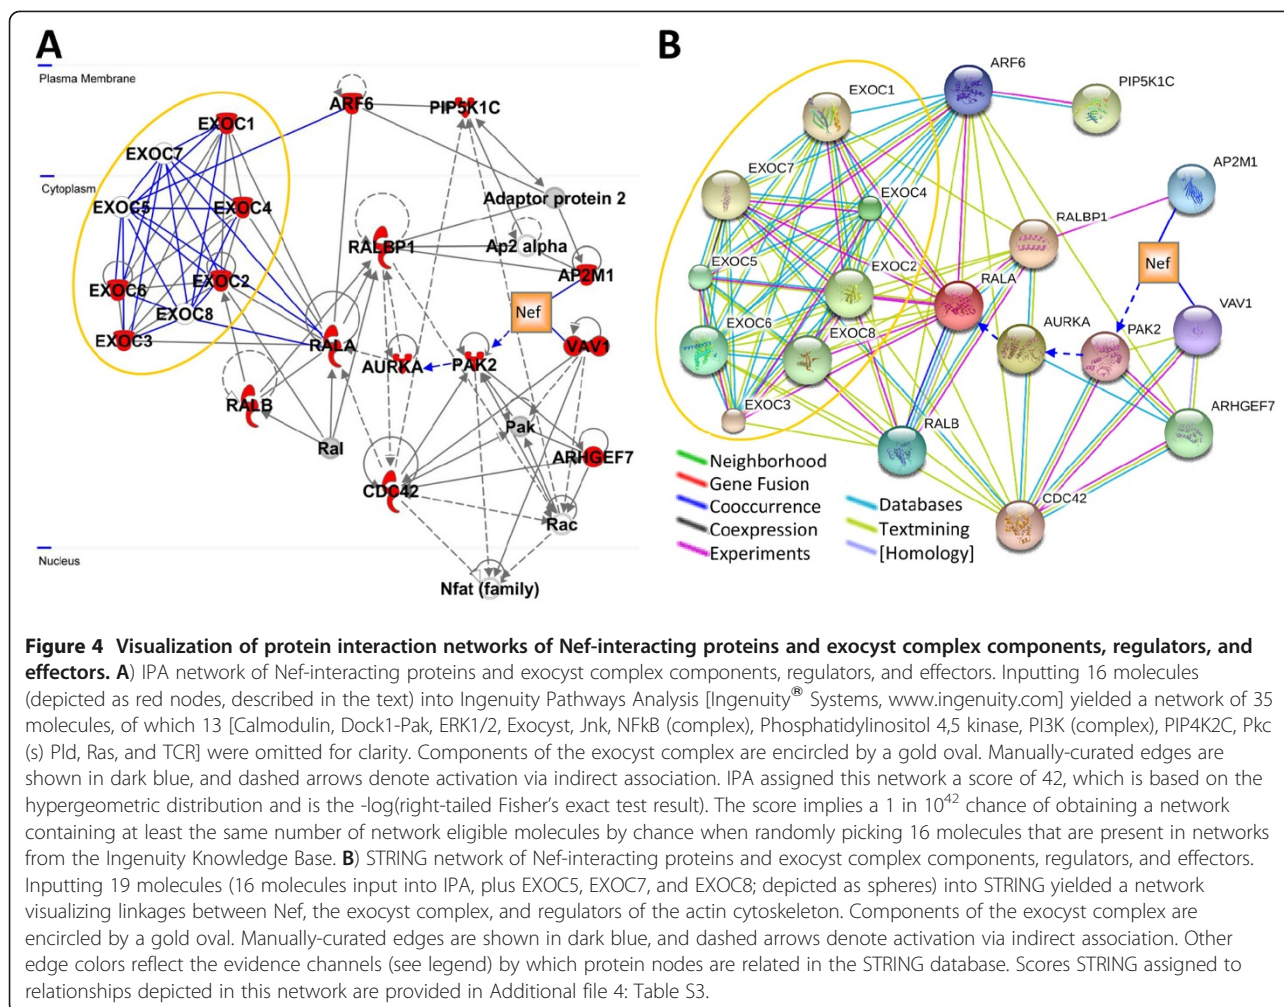 A
B
Plasma Membrane
ARF6
PIP5K1C
EXOC1
EXOC7
Cytoplasm
EXOC5
EXOC4
Adaptor protein 2
RALBP1
Ap2 alpha
AP2M1
EXOC6
EXOC2
EXOC8
Nef
EXOC3
RALA
AURKA
PAK2
VAV1
RALB
Ral
Pak
ARHGEF7
CDC42
Rac
Nucleus
Nfat (family)
ARF6
PIP5K1C
EXOC1
AP2M1
EXOC7
EXOC4
RALBP1
Nef
EXOC5
EXOC2
RALA
VAV1
EXOC6
EXOC8
AURKA
PAK2
EXOC3
RALB
ARHGEF7
CDC42
Neighborhood
Gene Fusion
Cooccurrence
Coexpression
Experiments
Databases
Textmining
[Homology]
Figure 4 Visualization of protein interaction networks of Nef-interacting proteins and exocyst complex components, regulators, and
effectors. A) IPA network of Nef-interacting proteins and exocyst complex components, regulators, and effectors. Inputting 16 molecules
(depicted as red nodes, described in the text) into Ingenuity Pathways Analysis [Ingenuity® Systems, www.ingenuity.com] yielded a network of 35
molecules, of which 13 [Calmodulin, Dock1-Pak, ERK1/2, Exocyst, Jnk, NFkB (complex), Phosphatidylinositol 4,5 kinase, PI3K (complex), PIP4K2C, Pkc
(s) Pld, Ras, and TCR] were omitted for clarity. Components of the exocyst complex are encircled by a gold oval. Manually-curated edges are
shown in dark blue, and dashed arrows denote activation via indirect association. IPA assigned this network a score of 42, which is based on the
hypergeometric distribution and is the -log(right-tailed Fisher's exact test result). The score implies a 1 in 10⁴² chance of obtaining a network
containing at least the same number of network eligible molecules by chance when randomly picking 16 molecules that are present in networks
from the Ingenuity Knowledge Base. B) STRING network of Nef-interacting proteins and exocyst complex components, regulators, and effectors.
Inputting 19 molecules (16 molecules input into IPA, plus EXOC5, EXOC7, and EXOC8; depicted as spheres) into STRING yielded a network
visualizing linkages between Nef, the exocyst complex, and regulators of the actin cytoskeleton. Components of the exocyst complex are
encircled by a gold oval. Manually-curated edges are shown in dark blue, and dashed arrows denote activation via indirect association. Other
edge colors reflect the evidence channels (see legend) by which protein nodes are related in the STRING database. Scores STRING assigned to
relationships depicted in this network are provided in Additional file 4: Table S3.